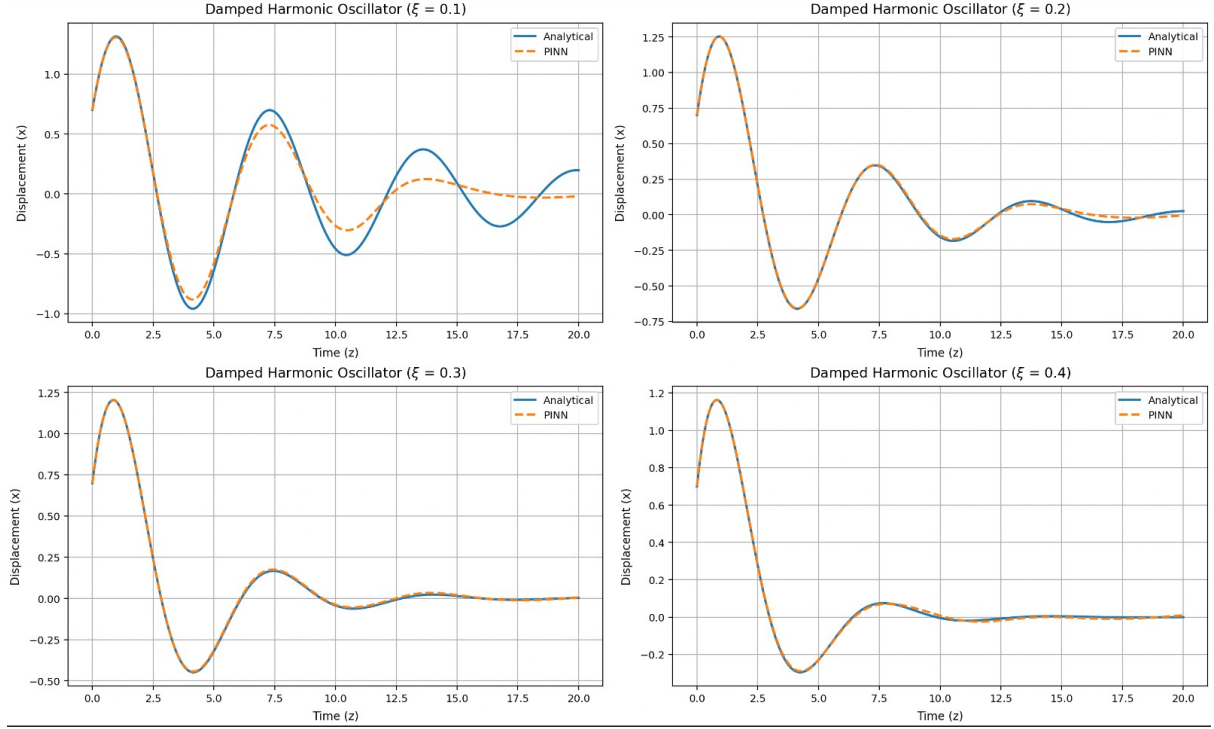 Damped Harmonic Oscillator (ξ = 0.1)
Analytical
PINN
Displacement (x)
1.0
0.5
0.0
−0.5
−1.0
0.0 2.5 5.0 7.5 10.0 12.5 15.0 17.5 20.0
Time (z)
Damped Harmonic Oscillator (ξ = 0.2)
Analytical
PINN
Displacement (x)
1.25
1.00
0.75
0.50
0.25
0.00
−0.25
−0.50
−0.75
0.0 2.5 5.0 7.5 10.0 12.5 15.0 17.5 20.0
Time (z)
Damped Harmonic Oscillator (ξ = 0.3)
Analytical
PINN
Displacement (x)
1.25
1.00
0.75
0.50
0.25
0.00
−0.25
−0.50
0.0 2.5 5.0 7.5 10.0 12.5 15.0 17.5 20.0
Time (z)
Damped Harmonic Oscillator (ξ = 0.4)
Analytical
PINN
Displacement (x)
1.2
1.0
0.8
0.6
0.4
0.2
0.0
−0.2
0.0 2.5 5.0 7.5 10.0 12.5 15.0 17.5 20.0
Time (z)